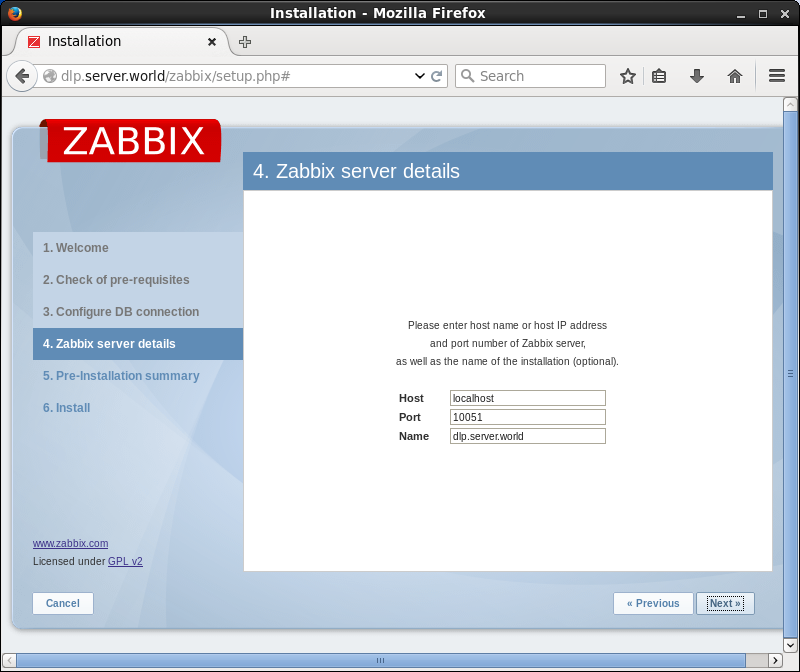 Installation - Mozilla Firefox
Installation
dlp.server.world/zabbix/setup.php#
Search
ZABBIX
4. Zabbix server details
1. Welcome
2. Check of pre-requisites
3. Configure DB connection
4. Zabbix server details
5. Pre-Installation summary
6. Install
Please enter host name or host IP address
and port number of Zabbix server,
as well as the name of the installation (optional).
Host localhost
Port 10051
Name dlp.server.world
www.zabbix.com
Licensed under GPL v2
Cancel
« Previous
Next »